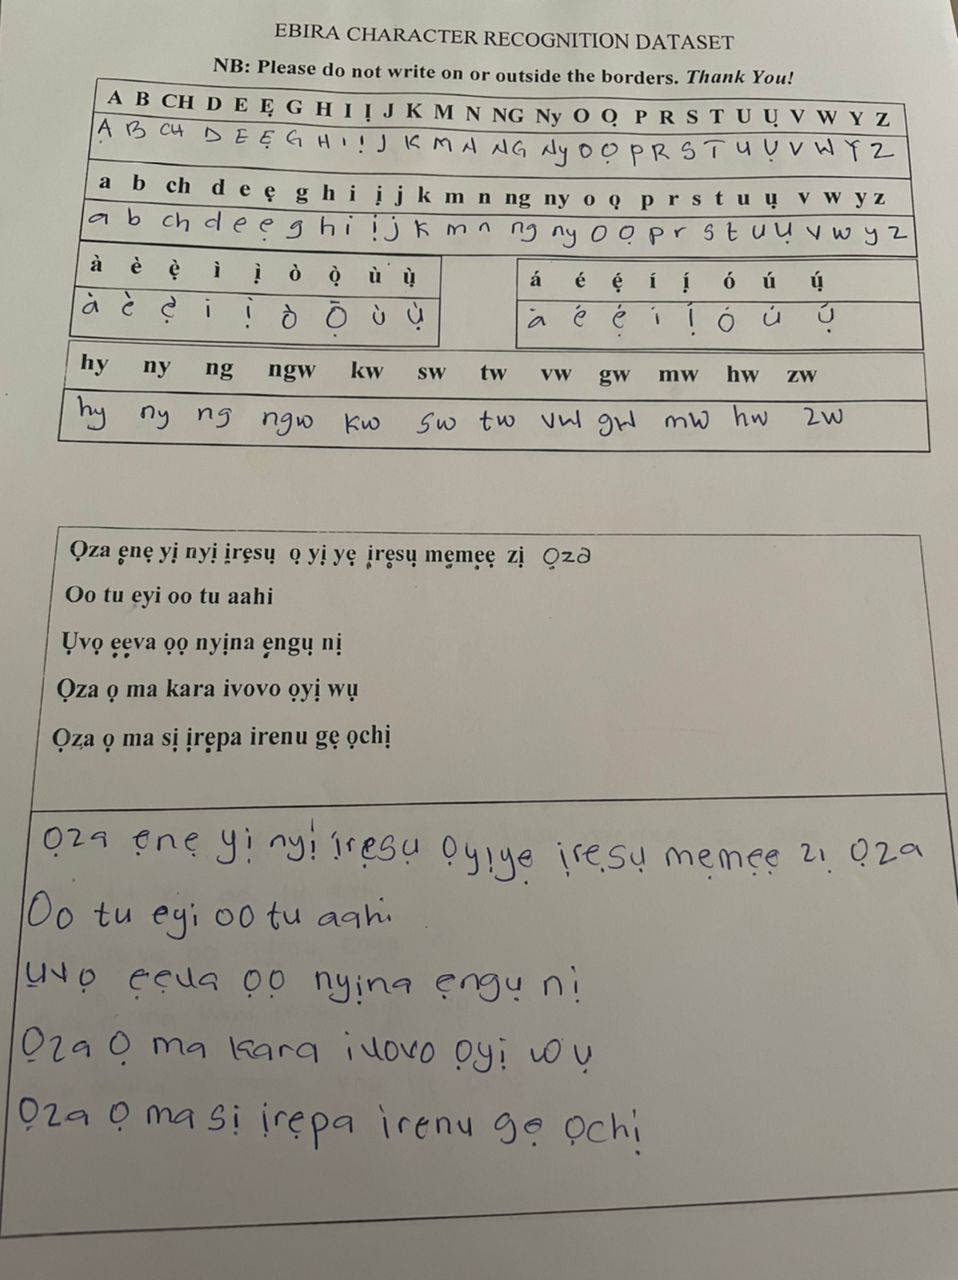 EBIRA CHARACTER RECOGNITION DATASET
NB: Please do not write on or outside the borders. Thank You!
A B CH D E Ẹ G H I Ị J K M N NG Ny O Ọ P R S T U Ụ V W Y Z
A B CH D E Ẹ G H I Ị J K M N NG Ny O Ọ P R S T U Ụ V W Y Z
a b ch d e ẹ g h i ị j k m n ng ny o ọ p r s t u ụ v w y z
a b ch d e ẹ g h i ị j k m n ng ny o ọ p r s t u ụ v w y z
à è ẹ̀ ì ị̀ ò ọ̀ ù ụ̀
à è ẹ̀ ì ị̀ ò ọ̄ ù ụ̀
á é ẹ́ í ị́ ó ú ụ́
à é ẹ́ í ị́ ó ú ụ́
hy ny ng ngw kw sw tw vw gw mw hw zw
hy ny ng ngw kw sw tw vw gw mw hw zw
Ọza ẹnẹ yị nyị ịrẹsụ ọ yị yẹ ịrẹsụ mẹmẹẹ zị Ọza
Oo tu eyi oo tu aahi
Ụvọ ẹẹva ọọ nyịna ẹngụ nị
Ọza ọ ma kara ivovo ọyị wụ
Ọza ọ ma sị ịrẹpa irenu gẹ ọchị
Ọza ẹnẹ yị nyị ịrẹsụ Ọyịyẹ ịrẹsụ mẹmẹẹ zị Ọza
Oo tu eyi oo tu aahi
Ụvọ ẹẹva ọọ nyịna ẹngụ nị
Ọza Ọ ma kara ivovo ọyị wụ
Ọza Ọ ma sị ịrẹpa irenu gẹ ọchị